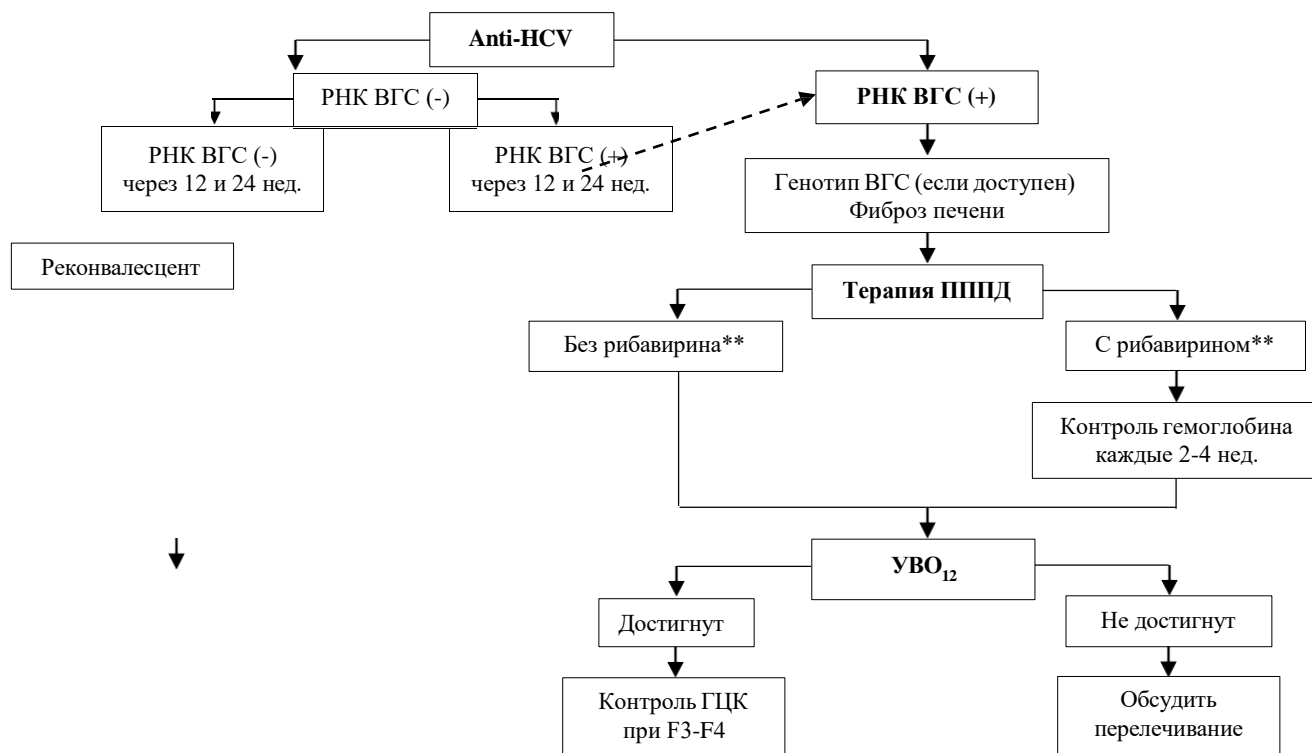 Anti-HCV
РНК ВГС (-)
РНК ВГС (+)
РНК ВГС (-)
через 12 и 24 нед.
РНК ВГС (+)
через 12 и 24 нед.
Генотип ВГС (если доступен)
Фиброз печени
Реконвалесцент
Терапия ПППД
Без рибавирина**
С рибавирином**
Контроль гемоглобина
каждые 2-4 нед.
УВО12
Достигнут
Не достигнут
Контроль ГЦК
при F3-F4
Обсудить
перелечивание